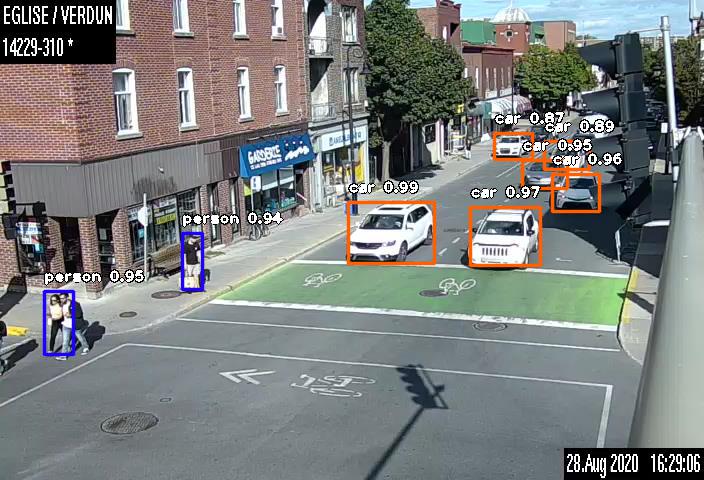 EGLISE / VERDUN
14229-310 *
car 0.87
car 0.89
car 0.95
car 0.96
car 0.99
car 0.97
person 0.94
person 0.95
GARDERIE
28.Aug 2020 16:29:06